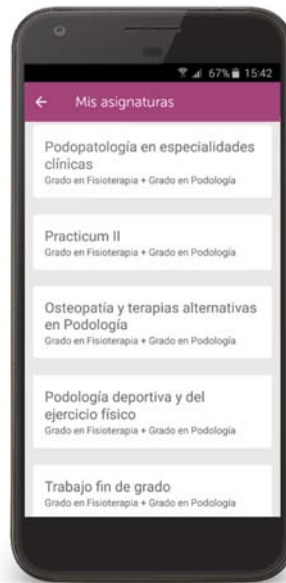 67% 15:42
Mis asignaturas
Podopatología en especialidades
clínicas
Grado en Fisioterapia + Grado en Podología
Practicum II
Grado en Fisioterapia + Grado en Podología
Osteopatía y terapias alternativas
en Podología
Grado en Fisioterapia + Grado en Podología
Podología deportiva y del
ejercicio físico
Grado en Fisioterapia + Grado en Podología
Trabajo fin de grado
Grado en Fisioterapia + Grado en Podología